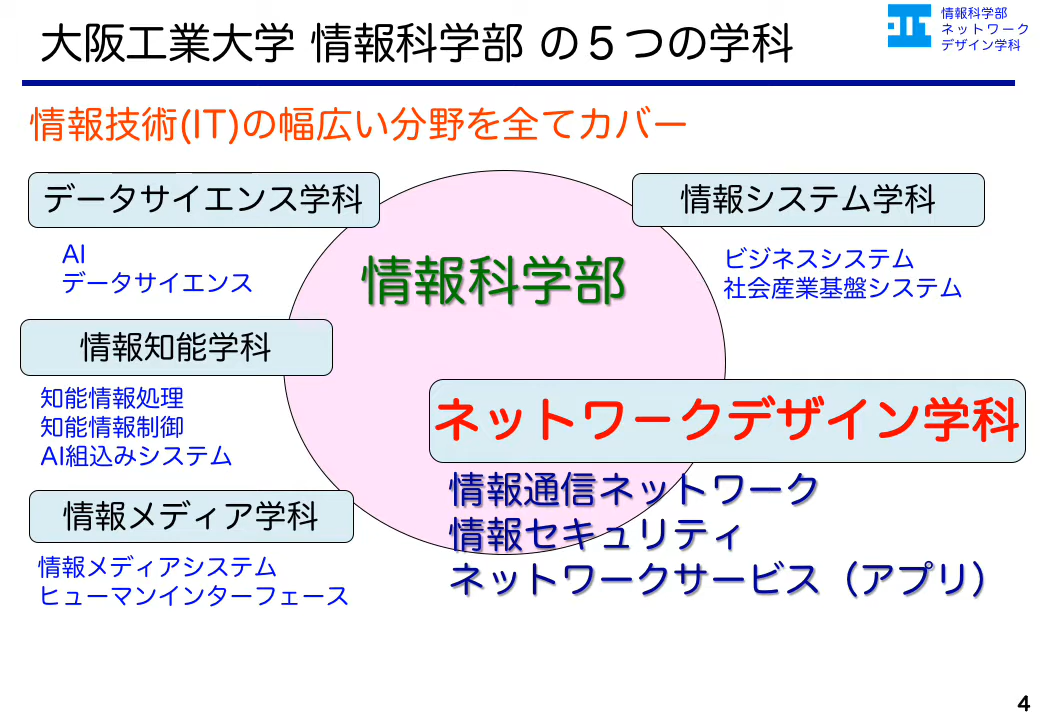 大阪工業大学 情報科学部 の５つの学科
情報科学部
ネットワーク
デザイン学科
情報技術(IT)の幅広い分野を全てカバー
データサイエンス学科
AI
データサイエンス
情報システム学科
ビジネスシステム
社会産業基盤システム
情報科学部
情報知能学科
知能情報処理
知能情報制御
AI組込みシステム
ネットワークデザイン学科
情報通信ネットワーク
情報セキュリティ
ネットワークサービス（アプリ）
情報メディア学科
情報メディアシステム
ヒューマンインターフェース
4